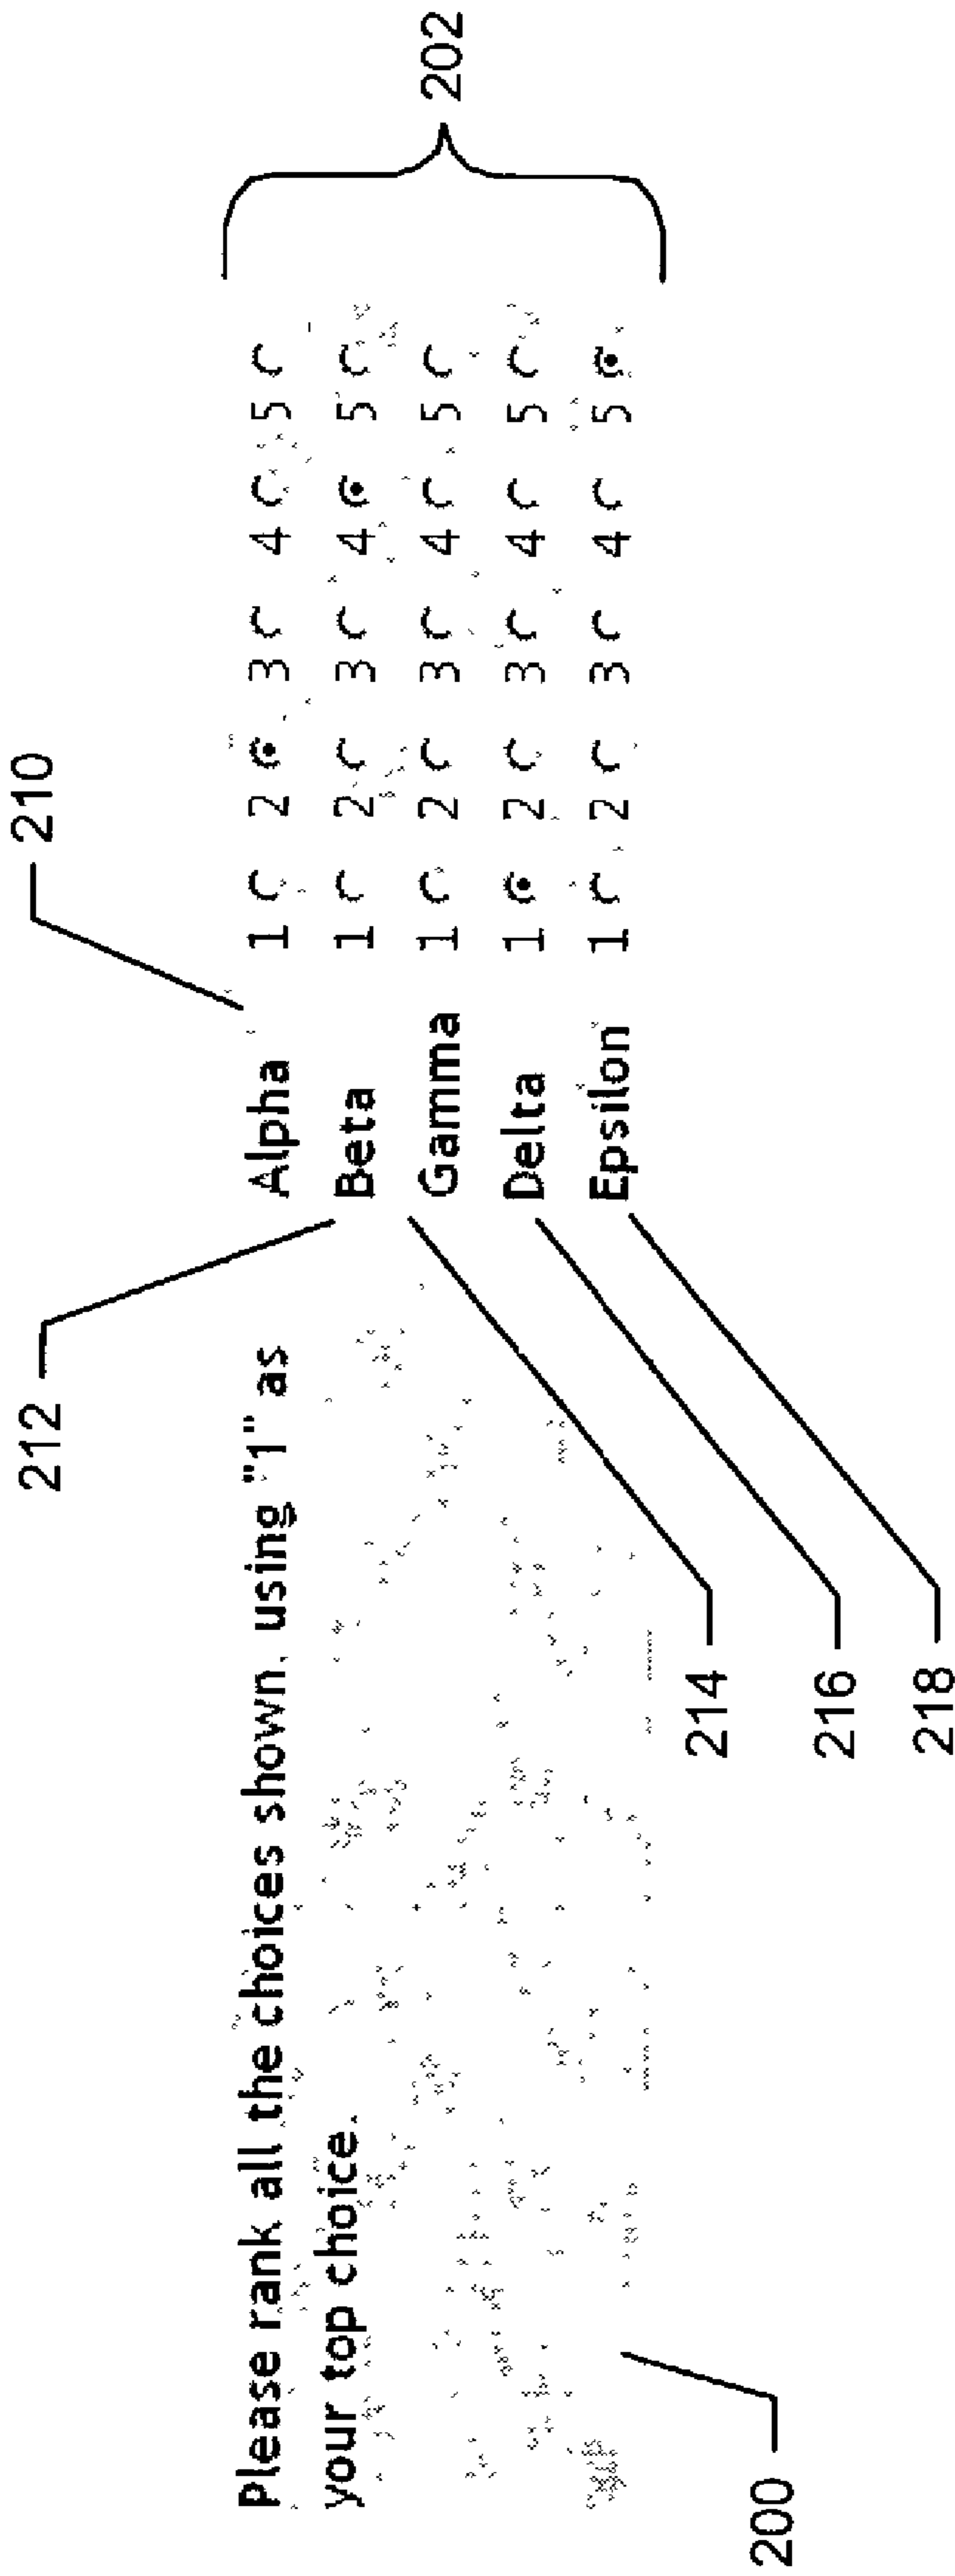 210
212
Please rank all the choices shown, using "1" as
your top choice.
Alpha 1 2 3 4 5
Beta 1 2 3 4 5
Gamma 1 2 3 4 5
Delta 1 2 3 4 5
Epsilon 1 2 3 4 5
202
214
216
218
200